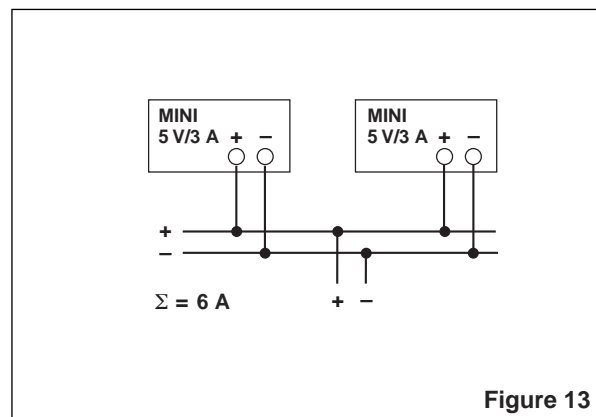 MINI
5 V/3 A + −
MINI
5 V/3 A + −
+
−
Σ = 6 A
+ −
Figure 13